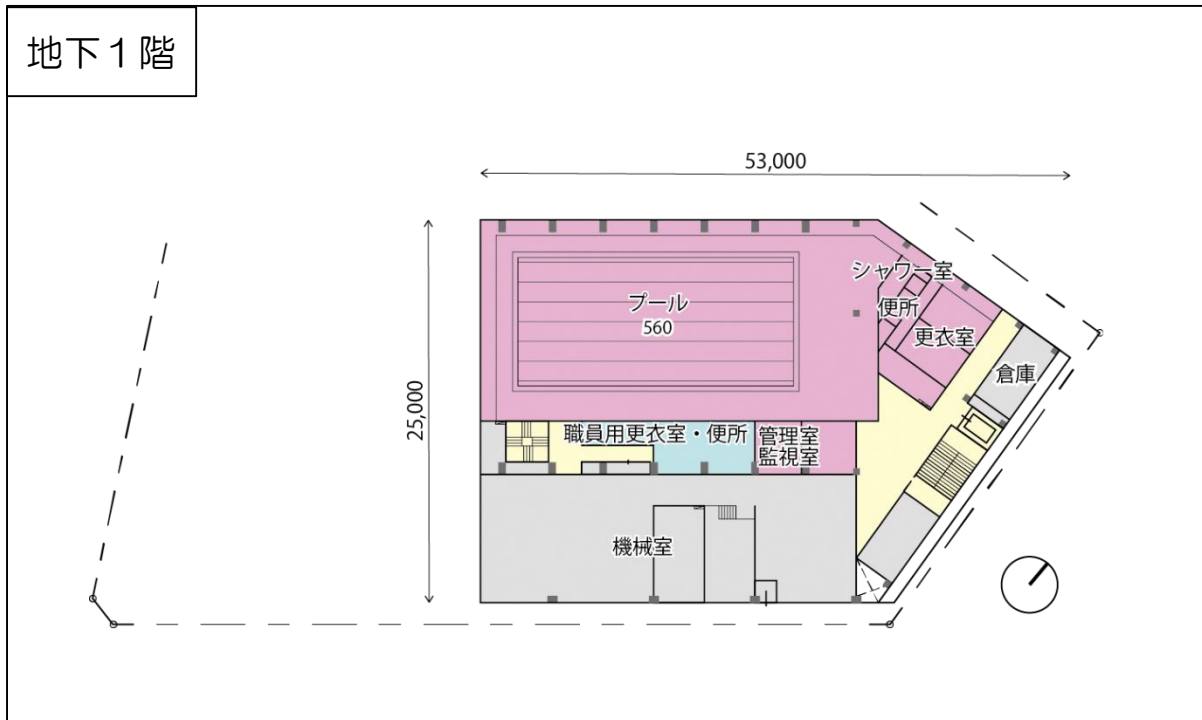 地下１階
53,000
25,000
プール
560
シャワー室
便所
更衣室
倉庫
職員用更衣室・便所
管理室
監視室
機械室